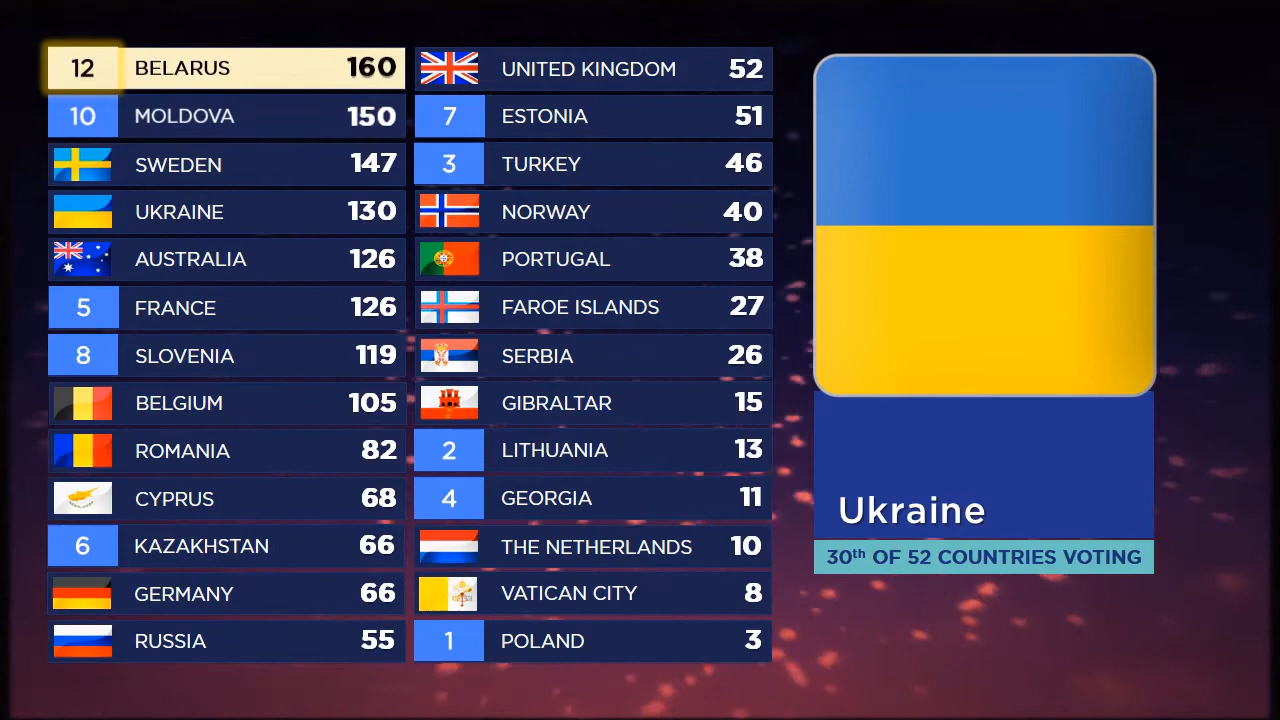 12 BELARUS 160
10 MOLDOVA 150
SWEDEN 147
UKRAINE 130
AUSTRALIA 126
5 FRANCE 126
8 SLOVENIA 119
BELGIUM 105
ROMANIA 82
CYPRUS 68
6 KAZAKHSTAN 66
GERMANY 66
RUSSIA 55
UNITED KINGDOM 52
7 ESTONIA 51
3 TURKEY 46
NORWAY 40
PORTUGAL 38
FAROE ISLANDS 27
SERBIA 26
GIBRALTAR 15
2 LITHUANIA 13
4 GEORGIA 11
THE NETHERLANDS 10
VATICAN CITY 8
1 POLAND 3
Ukraine
30th OF 52 COUNTRIES VOTING